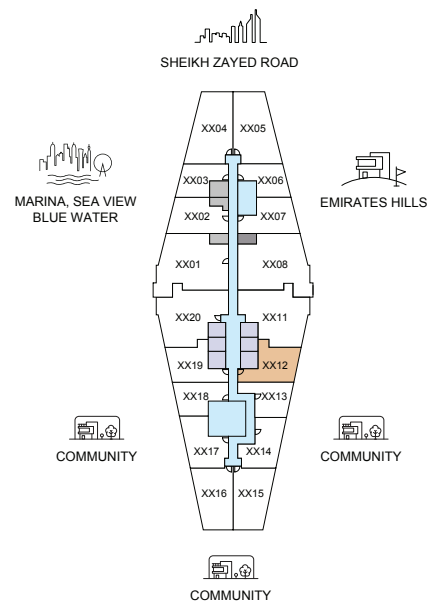 SHEIKH ZAYED ROAD
XX04
XX05
XX03
XX06
MARINA, SEA VIEW
BLUE WATER
EMIRATES HILLS
XX02
XX07
XX01
XX08
XX20
XX11
XX19
XX12
XX18
XX13
COMMUNITY
COMMUNITY
XX17
XX14
XX16
XX15
COMMUNITY